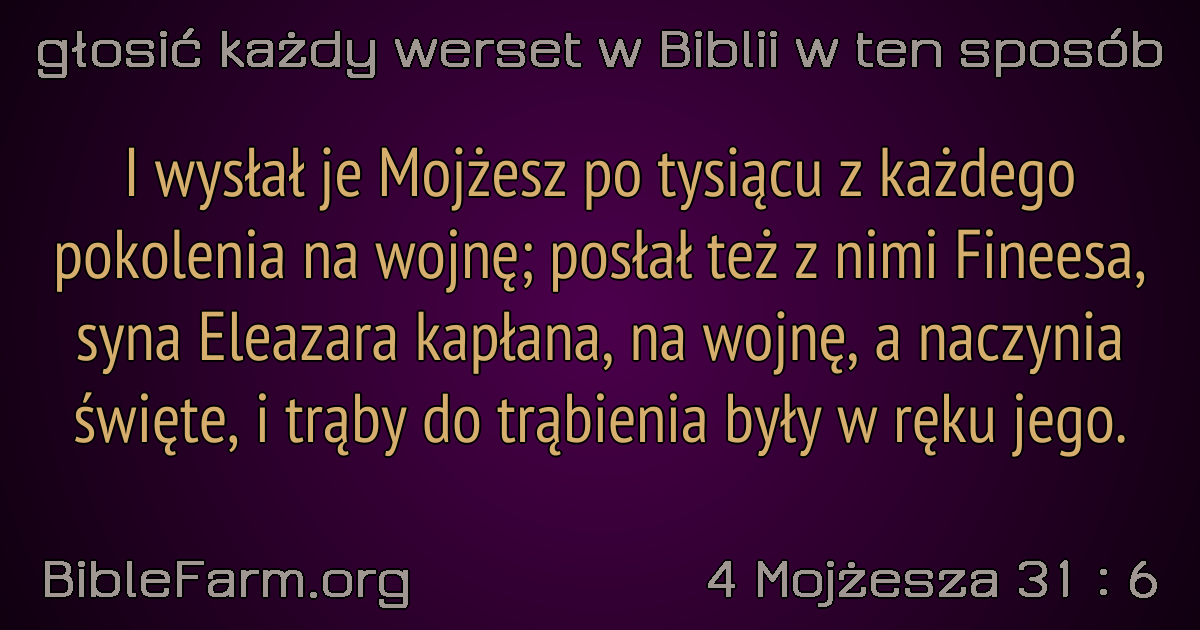 głosić każdy werset w Biblii w ten sposób
I wysłał je Mojżesz po tysiącu z każdego
pokolenia na wojnę; posłał też z nimi Fineesa,
syna Eleazara kapłana, na wojnę, a naczynia
święte, i trąby do trąbienia były w ręku jego.
BibleFarm.org
4 Mojżesza 31 : 6